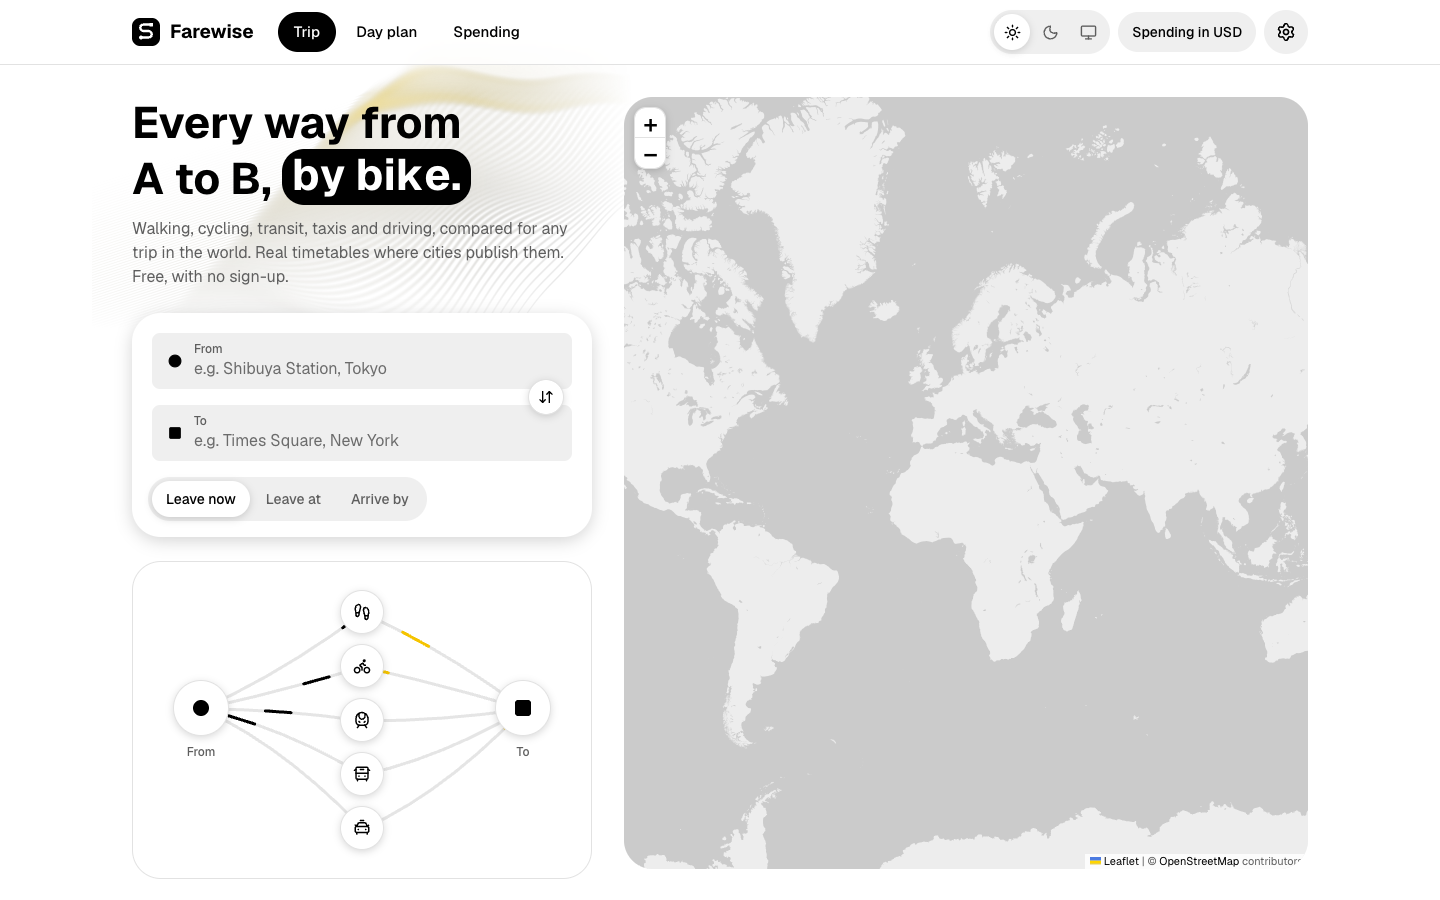 Farewise
Trip
Day plan
Spending
Spending in USD
Every way from
A to B, by bike.
Walking, cycling, transit, taxis and driving, compared for any
trip in the world. Real timetables where cities publish them.
Free, with no sign-up.
From
e.g. Shibuya Station, Tokyo
To
e.g. Times Square, New York
Leave now
Leave at
Arrive by
From
To
+
−
Leaflet | © OpenStreetMap contributors